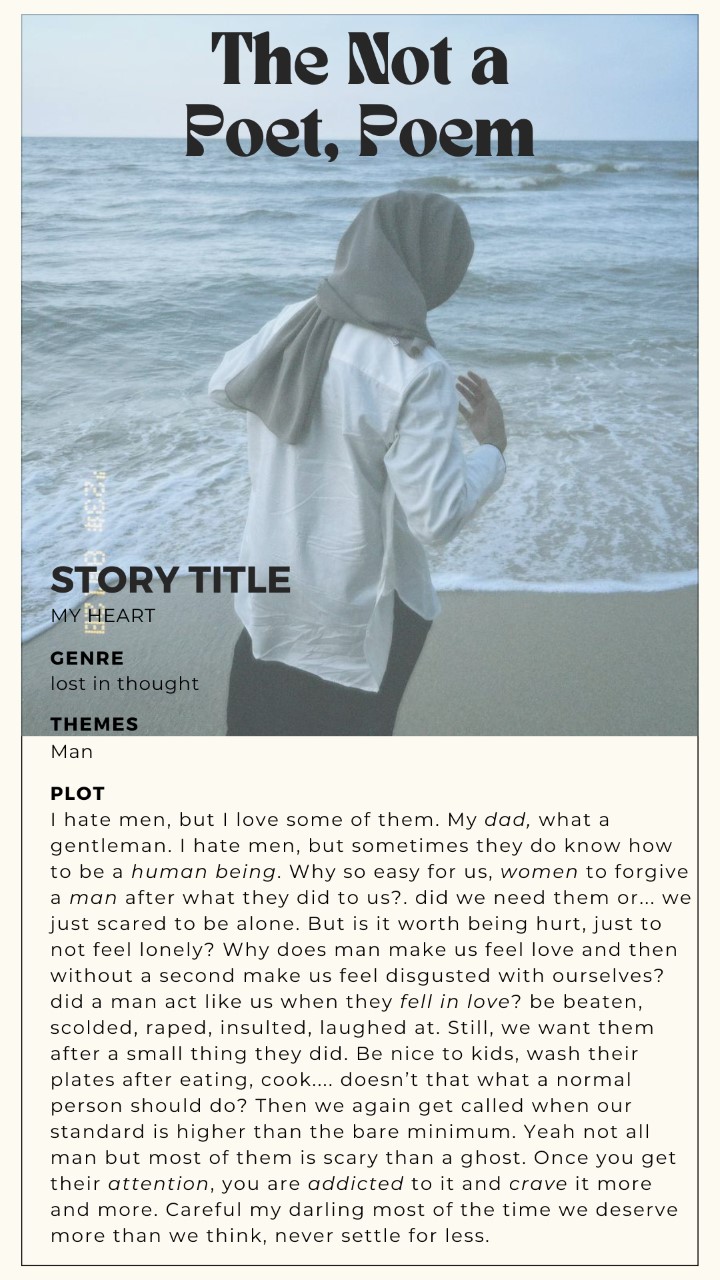 The Not a
Poet, Poem
STORY TITLE
MY HEART
GENRE
lost in thought
THEMES
Man
PLOT
I hate men, but I love some of them. My dad, what a
gentleman. I hate men, but sometimes they do know how
to be a human being. Why so easy for us, women to forgive
a man after what they did to us?. did we need them or... we
just scared to be alone. But is it worth being hurt, just to
not feel lonely? Why does man make us feel love and then
without a second make us feel disgusted with ourselves?
did a man act like us when they fell in love? be beaten,
scolded, raped, insulted, laughed at. Still, we want them
after a small thing they did. Be nice to kids, wash their
plates after eating, cook.... doesn’t that what a normal
person should do? Then we again get called when our
standard is higher than the bare minimum. Yeah not all
man but most of them is scary than a ghost. Once you get
their attention, you are addicted to it and crave it more
and more. Careful my darling most of the time we deserve
more than we think, never settle for less.